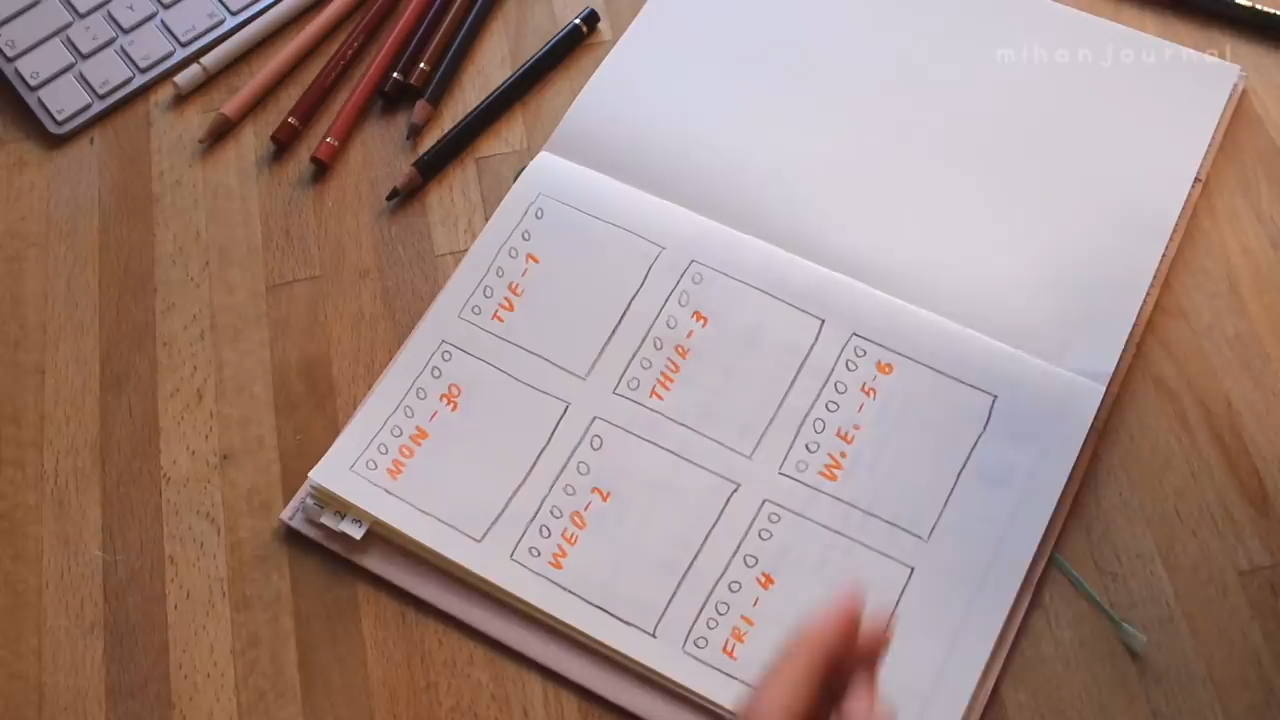 mihanjournal
MON-30
TUE-1
WED-2
THUR-3
FRI-4
W.E.-5-6
1
2
3